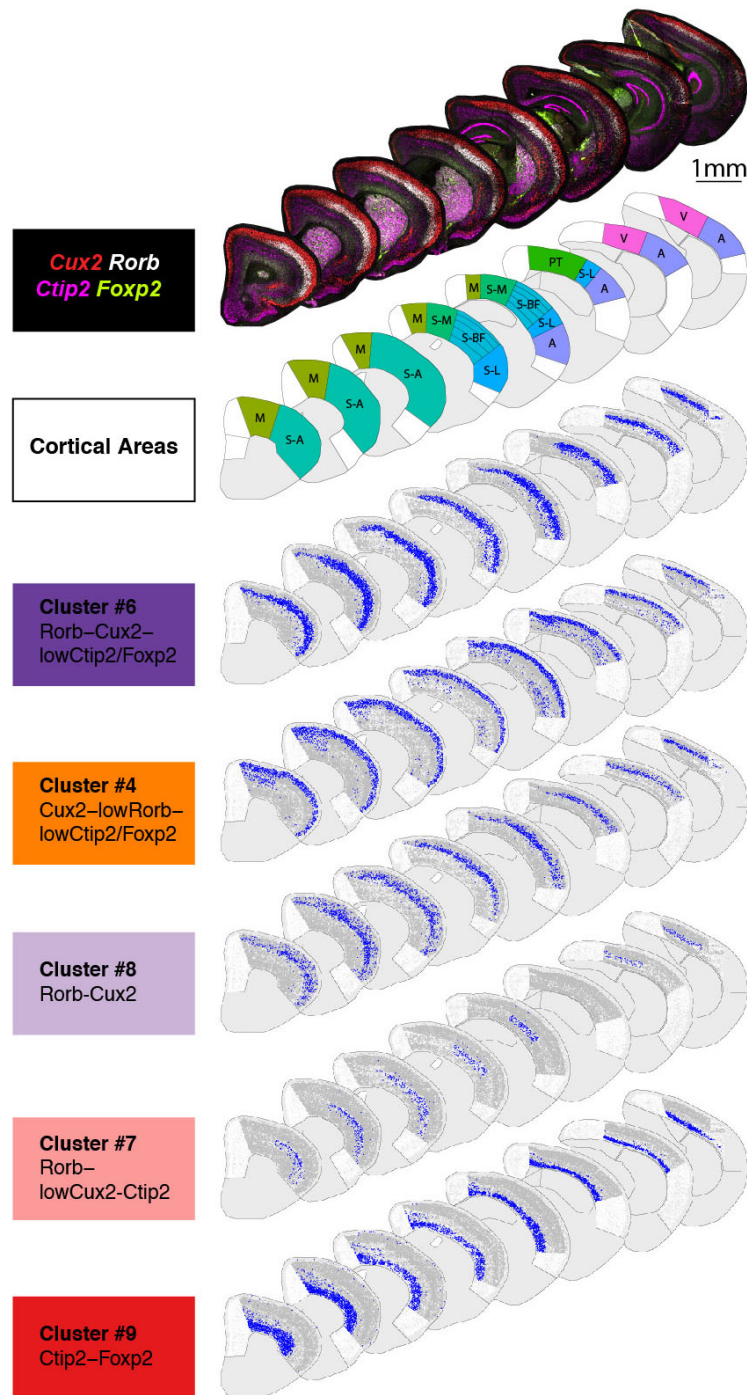 1mm
Cux2 Rorb
Ctip2 Foxp2
V
A
V
A
PT
S-L
A
M
S-M
S-BF
S-L
A
M
S-M
S-BF
S-L
M
S-A
M
S-A
M
S-A
Cortical Areas
Cluster #6
Rorb–Cux2–
lowCtip2/Foxp2
Cluster #4
Cux2–lowRorb–
lowCtip2/Foxp2
Cluster #8
Rorb-Cux2
Cluster #7
Rorb–
lowCux2-Ctip2
Cluster #9
Ctip2–Foxp2